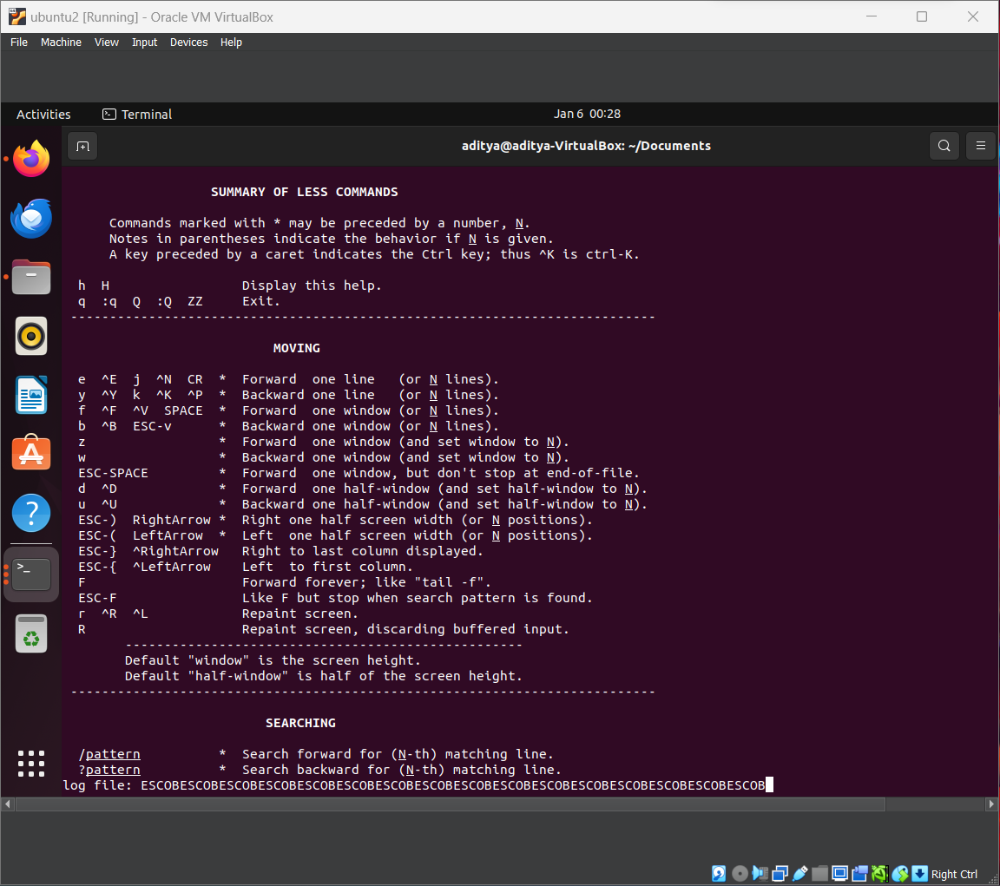 ubuntu2 [Running] - Oracle VM VirtualBox
File Machine View Input Devices Help
Activities Terminal Jan 6 00:28
aditya@aditya-VirtualBox: ~/Documents
SUMMARY OF LESS COMMANDS
Commands marked with * may be preceded by a number, N.
Notes in parentheses indicate the behavior if N is given.
A key preceded by a caret indicates the Ctrl key; thus ^K is ctrl-K.
h H Display this help.
q :q Q :Q ZZ Exit.
---------------------------------------------------------------------------
MOVING
e ^E j ^N CR * Forward one line (or N lines).
y ^Y k ^K ^P * Backward one line (or N lines).
f ^F ^V SPACE * Forward one window (or N lines).
b ^B ESC-v * Backward one window (or N lines).
z * Forward one window (and set window to N).
w * Backward one window (and set window to N).
ESC-SPACE * Forward one window, but don't stop at end-of-file.
d ^D * Forward one half-window (and set half-window to N).
u ^U * Backward one half-window (and set half-window to N).
ESC-) RightArrow * Right one half screen width (or N positions).
ESC-( LeftArrow * Left one half screen width (or N positions).
ESC-} ^RightArrow Right to last column displayed.
ESC-{ ^LeftArrow Left to first column.
F Forward forever; like "tail -f".
ESC-F Like F but stop when search pattern is found.
r ^R ^L Repaint screen.
R Repaint screen, discarding buffered input.
---------------------------------------------------
Default "window" is the screen height.
Default "half-window" is half of the screen height.
---------------------------------------------------------------------------
SEARCHING
/pattern * Search forward for (N-th) matching line.
?pattern * Search backward for (N-th) matching line.
log file: ESCOBESCOBESCOBESCOBESCOBESCOBESCOBESCOBESCOBESCOBESCOBESCOBESCOBESCOBESCOBESCOB
Right Ctrl